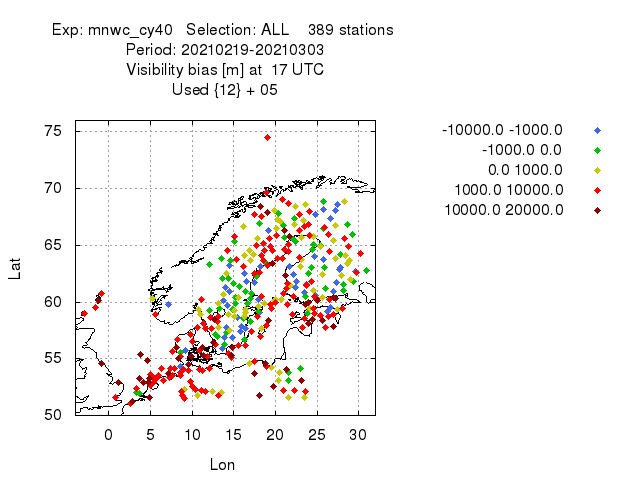 Exp: mnwc_cy40 Selection: ALL 389 stations
Period: 20210219-20210303
Visibility bias [m] at 17 UTC
Used {12} + 05
-10000.0 -1000.0
-1000.0 0.0
0.0 1000.0
1000.0 10000.0
10000.0 20000.0
75
70
65
60
55
50
Lat
0 5 10 15 20 25 30
Lon